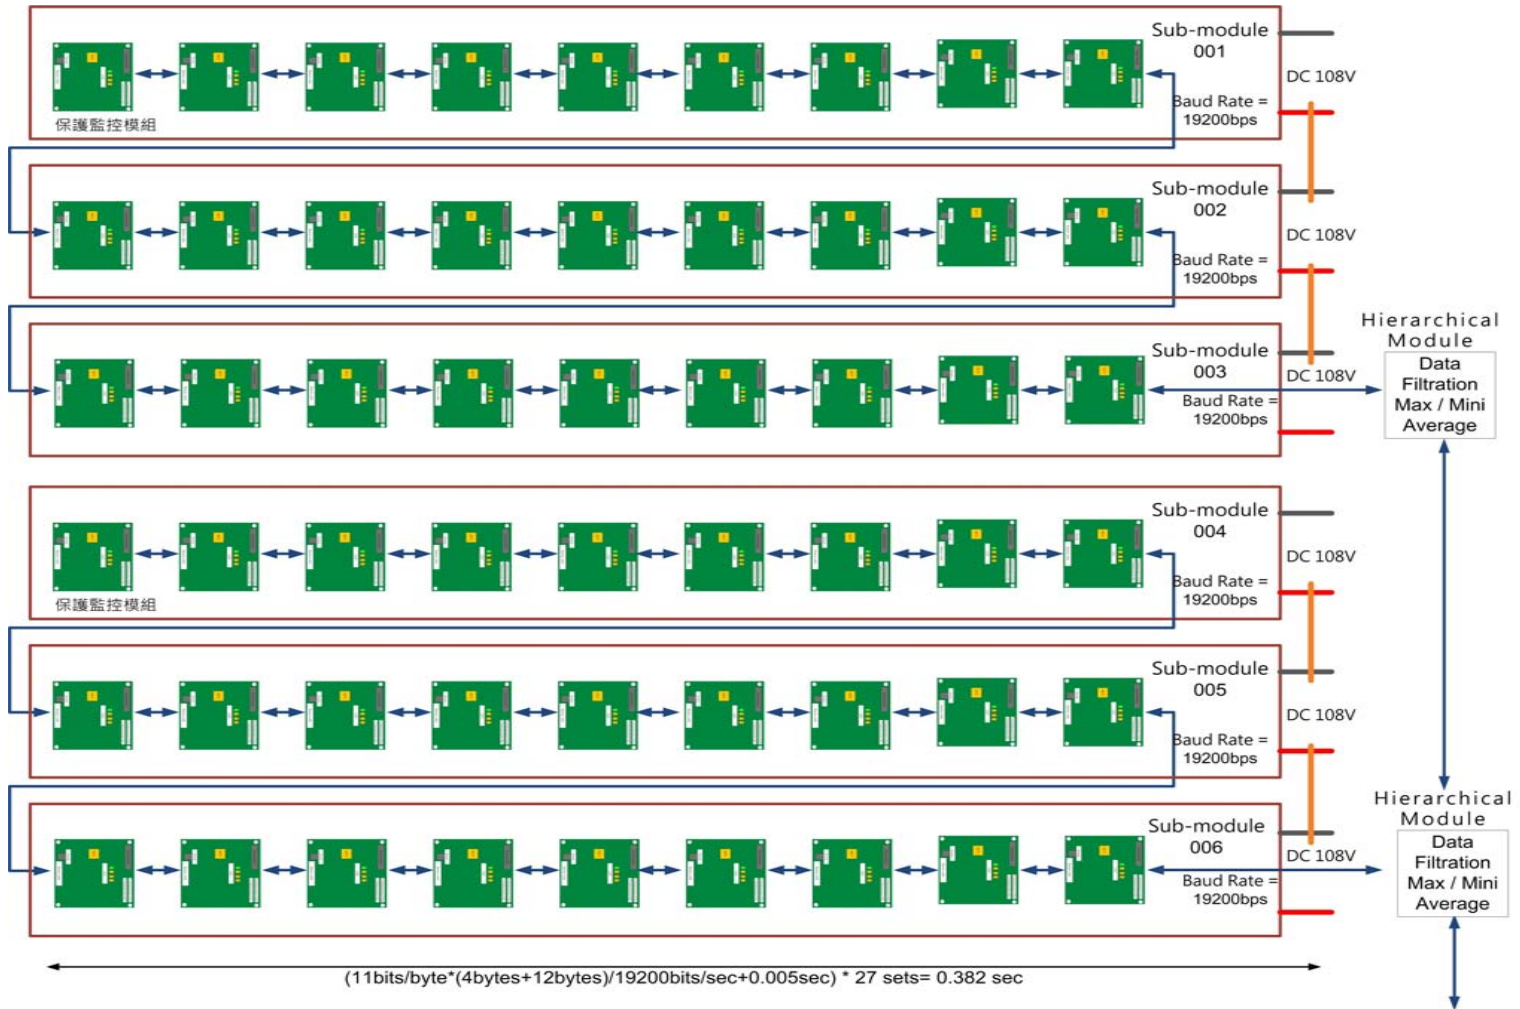 Sub-module
001
DC 108V
Baud Rate =
19200bps
保護監控模組
Sub-module
002
DC 108V
Baud Rate =
19200bps
Hierarchical
Module
Sub-module
003
DC 108V
Data
Filtration
Max / Mini
Average
Baud Rate =
19200bps
Sub-module
004
DC 108V
Baud Rate =
19200bps
保護監控模組
Sub-module
005
DC 108V
Baud Rate =
19200bps
Hierarchical
Module
Sub-module
006
DC 108V
Data
Filtration
Max / Mini
Average
Baud Rate =
19200bps
(11bits/byte*(4bytes+12bytes)/19200bits/sec+0.005sec) * 27 sets= 0.382 sec